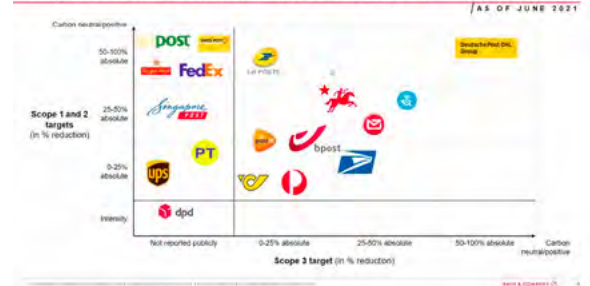 AS OF JUNE 2021
Carbon neutral/positive
50-100% absolute
post
FedEx
LA POSTE
Deutsche Post DHL
Group
Scope 1 and 2
targets
(in % reduction)
25-50%
absolute
Singapore
POST
PT
bpost
0-25%
absolute
ups
Intensity
dpd
Not reported publicly
0-25% absolute
25-50% absolute
50-100% absolute
Carbon
neutral/positive
Scope 3 target (in % reduction)